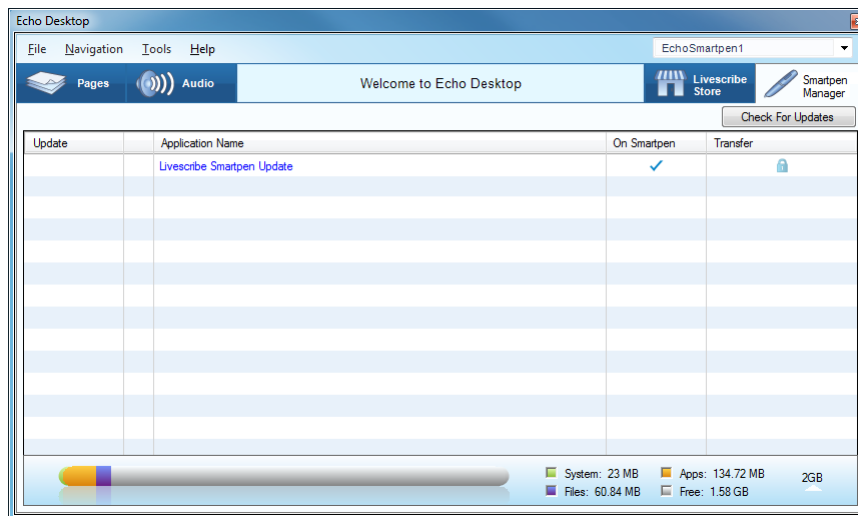 Echo Desktop
File Navigation Tools Help EchoSmartpen1
Pages Audio Welcome to Echo Desktop Livescribe Store Smartpen Manager
Check For Updates
Update Application Name On Smartpen Transfer
Livescribe Smartpen Update
System: 23 MB Apps: 134.72 MB 2GB
Files: 60.84 MB Free: 1.58 GB